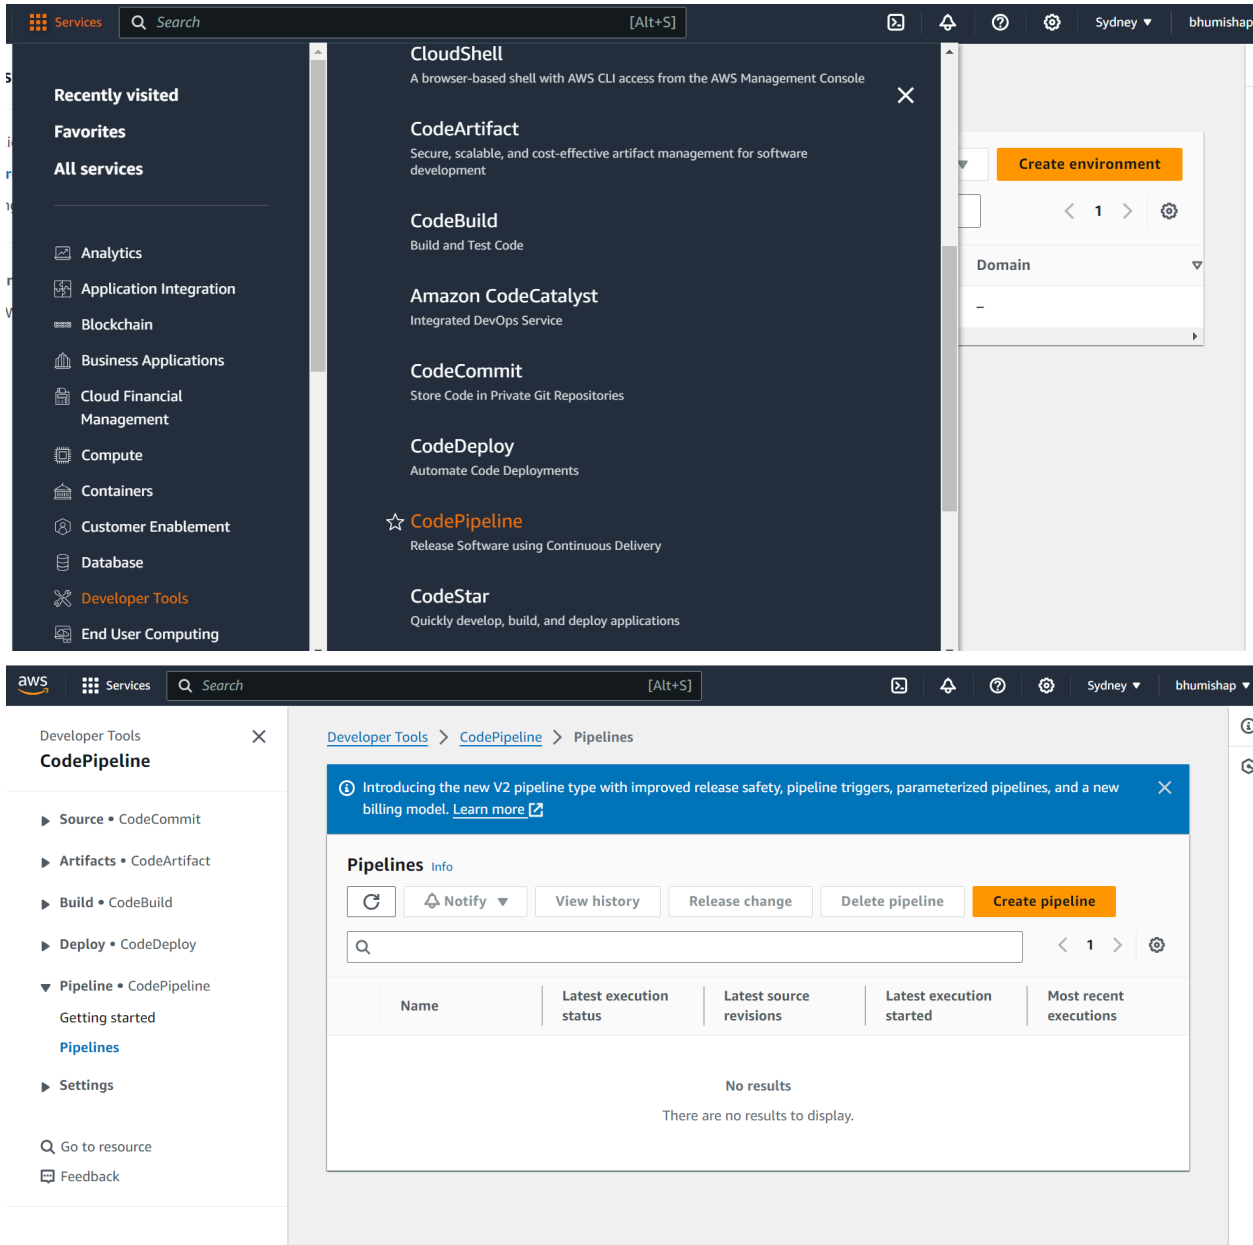 Services
Search
[Alt+S]
Sydney
bhumishap
Recently visited
Favorites
All services
Analytics
Application Integration
Blockchain
Business Applications
Cloud Financial
Management
Compute
Containers
Customer Enablement
Database
Developer Tools
End User Computing
CloudShell
A browser-based shell with AWS CLI access from the AWS Management Console
CodeArtifact
Secure, scalable, and cost-effective artifact management for software
development
CodeBuild
Build and Test Code
Amazon CodeCatalyst
Integrated DevOps Service
CodeCommit
Store Code in Private Git Repositories
CodeDeploy
Automate Code Deployments
CodePipeline
Release Software using Continuous Delivery
CodeStar
Quickly develop, build, and deploy applications
Create environment
1
Domain
–
aws
Services
Search
[Alt+S]
Sydney
bhumishap
Developer Tools
CodePipeline
Source • CodeCommit
Artifacts • CodeArtifact
Build • CodeBuild
Deploy • CodeDeploy
Pipeline • CodePipeline
Getting started
Pipelines
Settings
Go to resource
Feedback
Developer Tools > CodePipeline > Pipelines
Introducing the new V2 pipeline type with improved release safety, pipeline triggers, parameterized pipelines, and a new
billing model. Learn more
Pipelines Info
Notify
View history
Release change
Delete pipeline
Create pipeline
1
Name
Latest execution
status
Latest source
revisions
Latest execution
started
Most recent
executions
No results
There are no results to display.